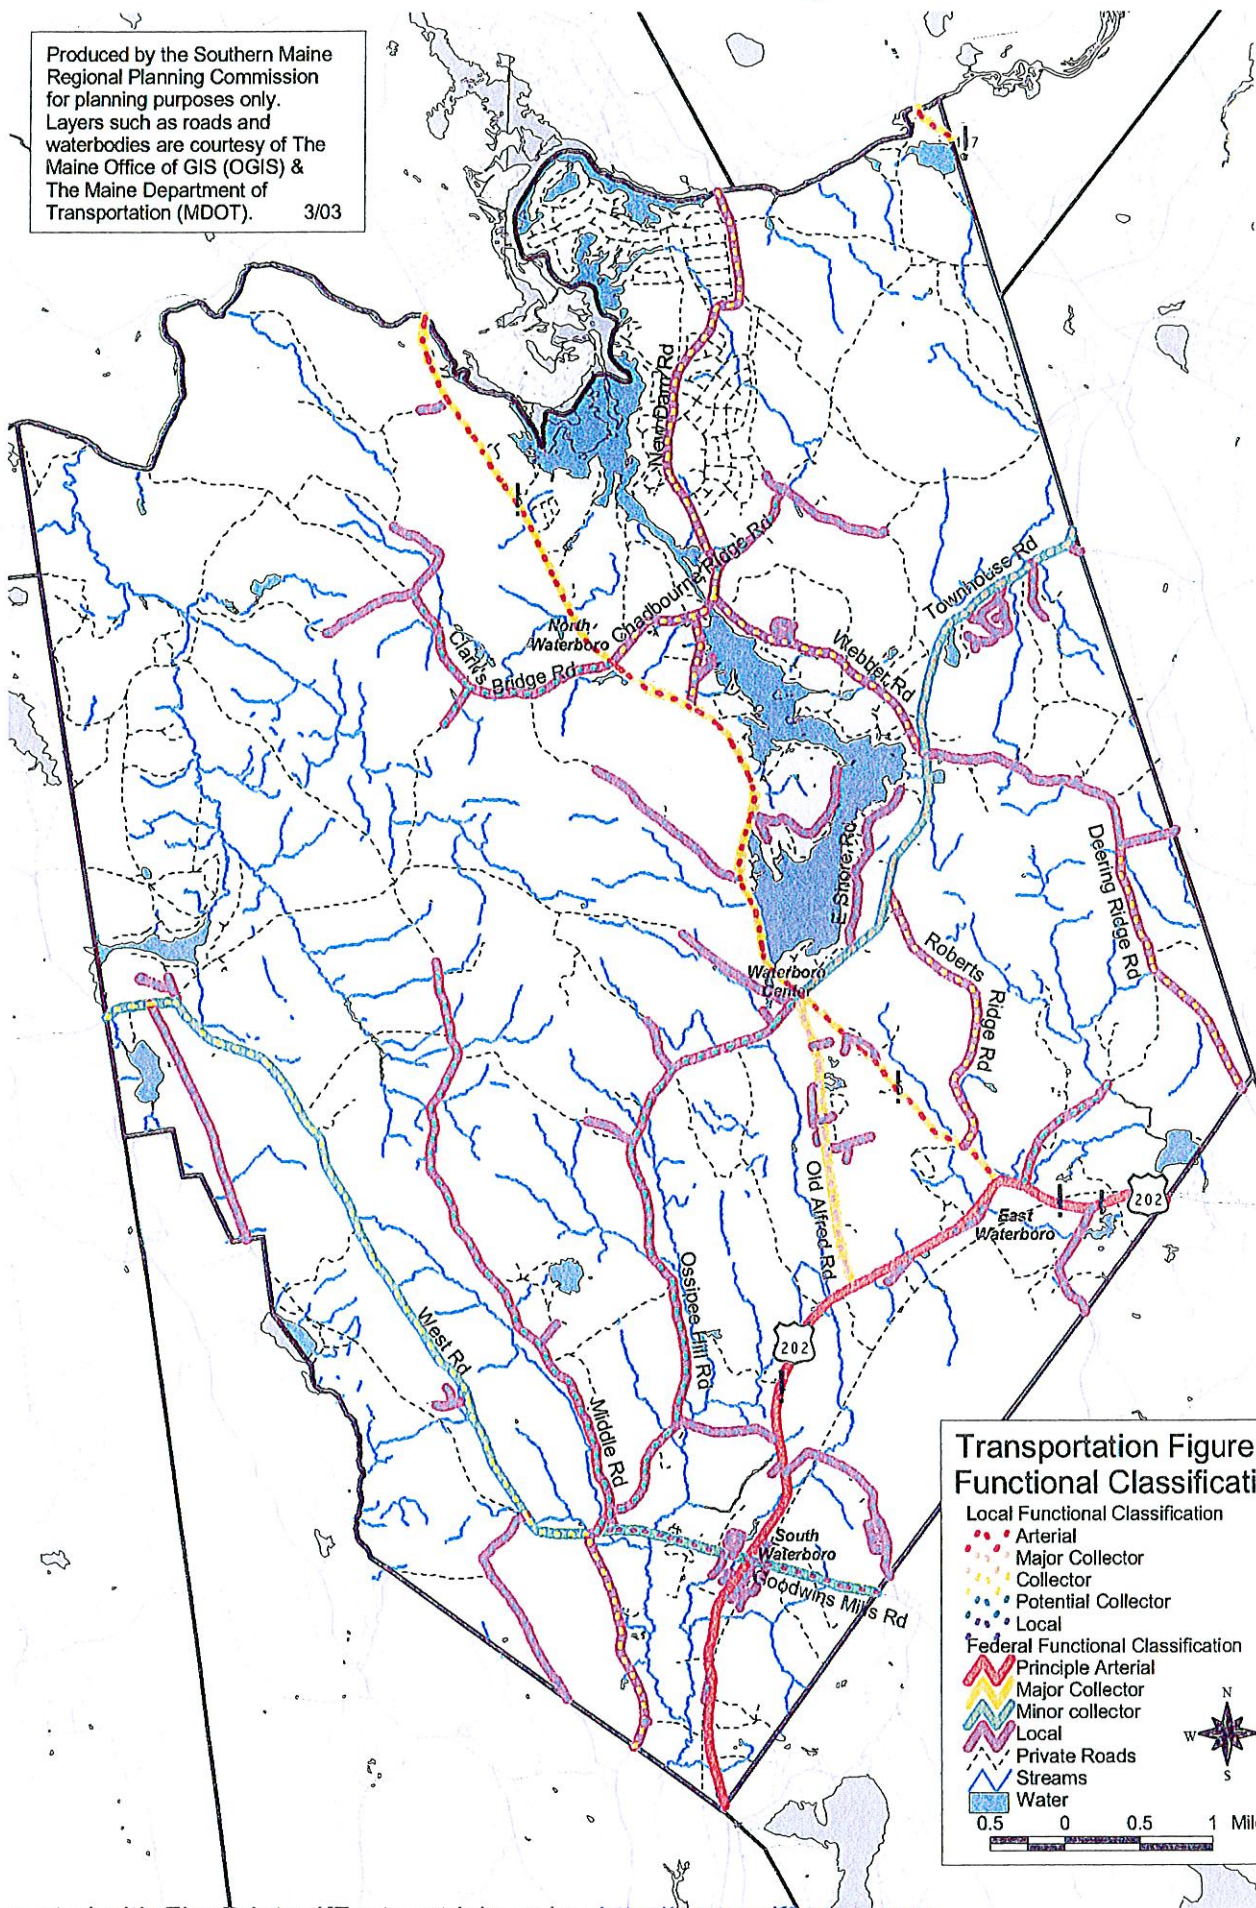 Produced by the Southern Maine
Regional Planning Commission
for planning purposes only.
Layers such as roads and
waterbodies are courtesy of The
Maine Office of GIS (OGIS) &
The Maine Department of
Transportation (MDOT). 3/03
7
New Dam Rd
Chadbourne Ridge Rd
Townhouse Rd
North
Waterboro
Clarks
Bridge Rd
Webber Rd
E Shore Rd
Deering Ridge Rd
Roberts
Ridge Rd
Waterboro
Center
Old Alfred Rd
202
East
Waterboro
Ossipee Hill Rd
202
West Rd
Middle Rd
South
Waterboro
Goodwins Mills Rd
Transportation Figure
Functional Classificati
Local Functional Classification
Arterial
Major Collector
Collector
Potential Collector
Local
Federal Functional Classification
Principle Arterial
Major Collector
Minor collector
Local
Private Roads
Streams
Water
N
W
S
0.5 0 0.5 1 Mil